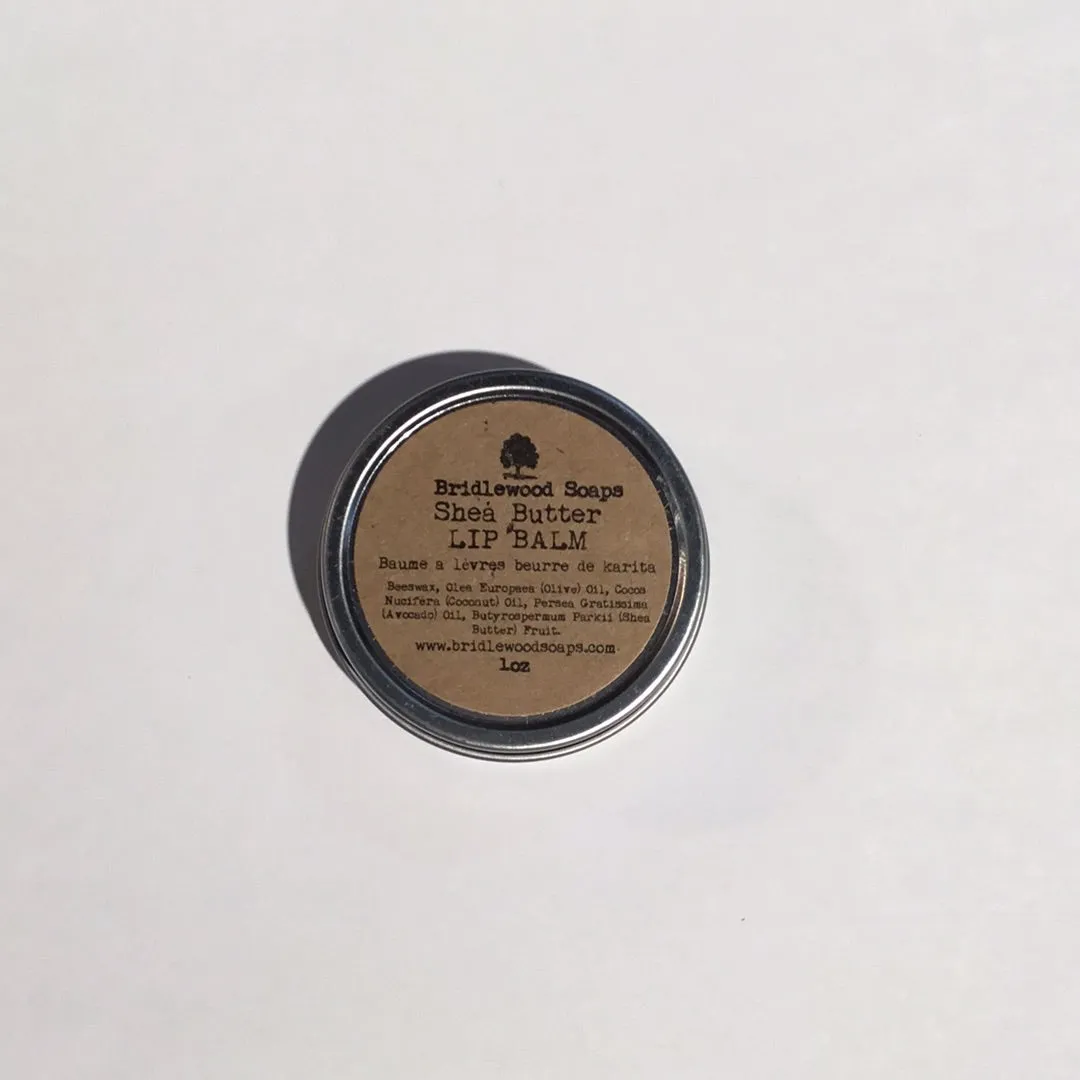 Bridlewood Soaps
Shea Butter
LIP BALM
Baume a lèvres beurre de karita
Beeswax, Olea Europaea (Olive) Oil, Cocos
Nucifera (Coconut) Oil, Persea Gratissima
(Avocado) Oil, Butyrospermum Parkii (Shea
Butter) Fruit.
www.bridlewoodsoaps.com
1oz